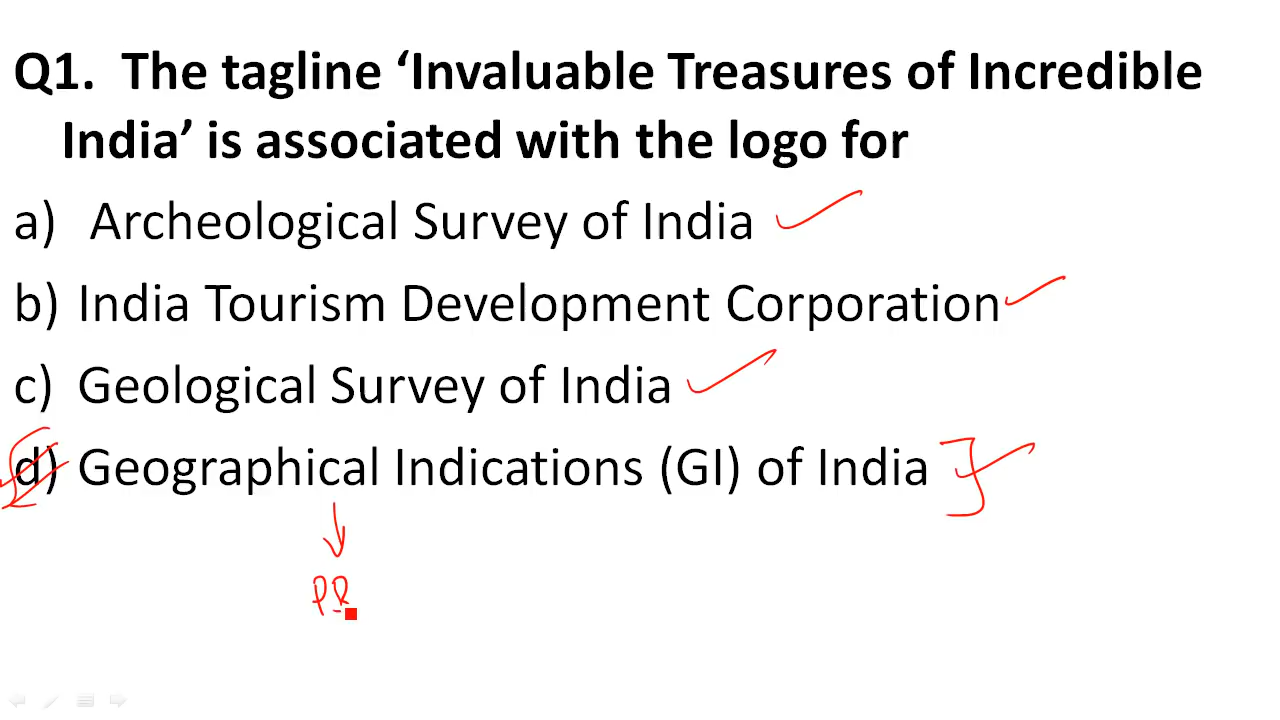 Q1. The tagline ‘Invaluable Treasures of Incredible
India’ is associated with the logo for
a) Archeological Survey of India
b) India Tourism Development Corporation
c) Geological Survey of India
d) Geographical Indications (GI) of India
PR